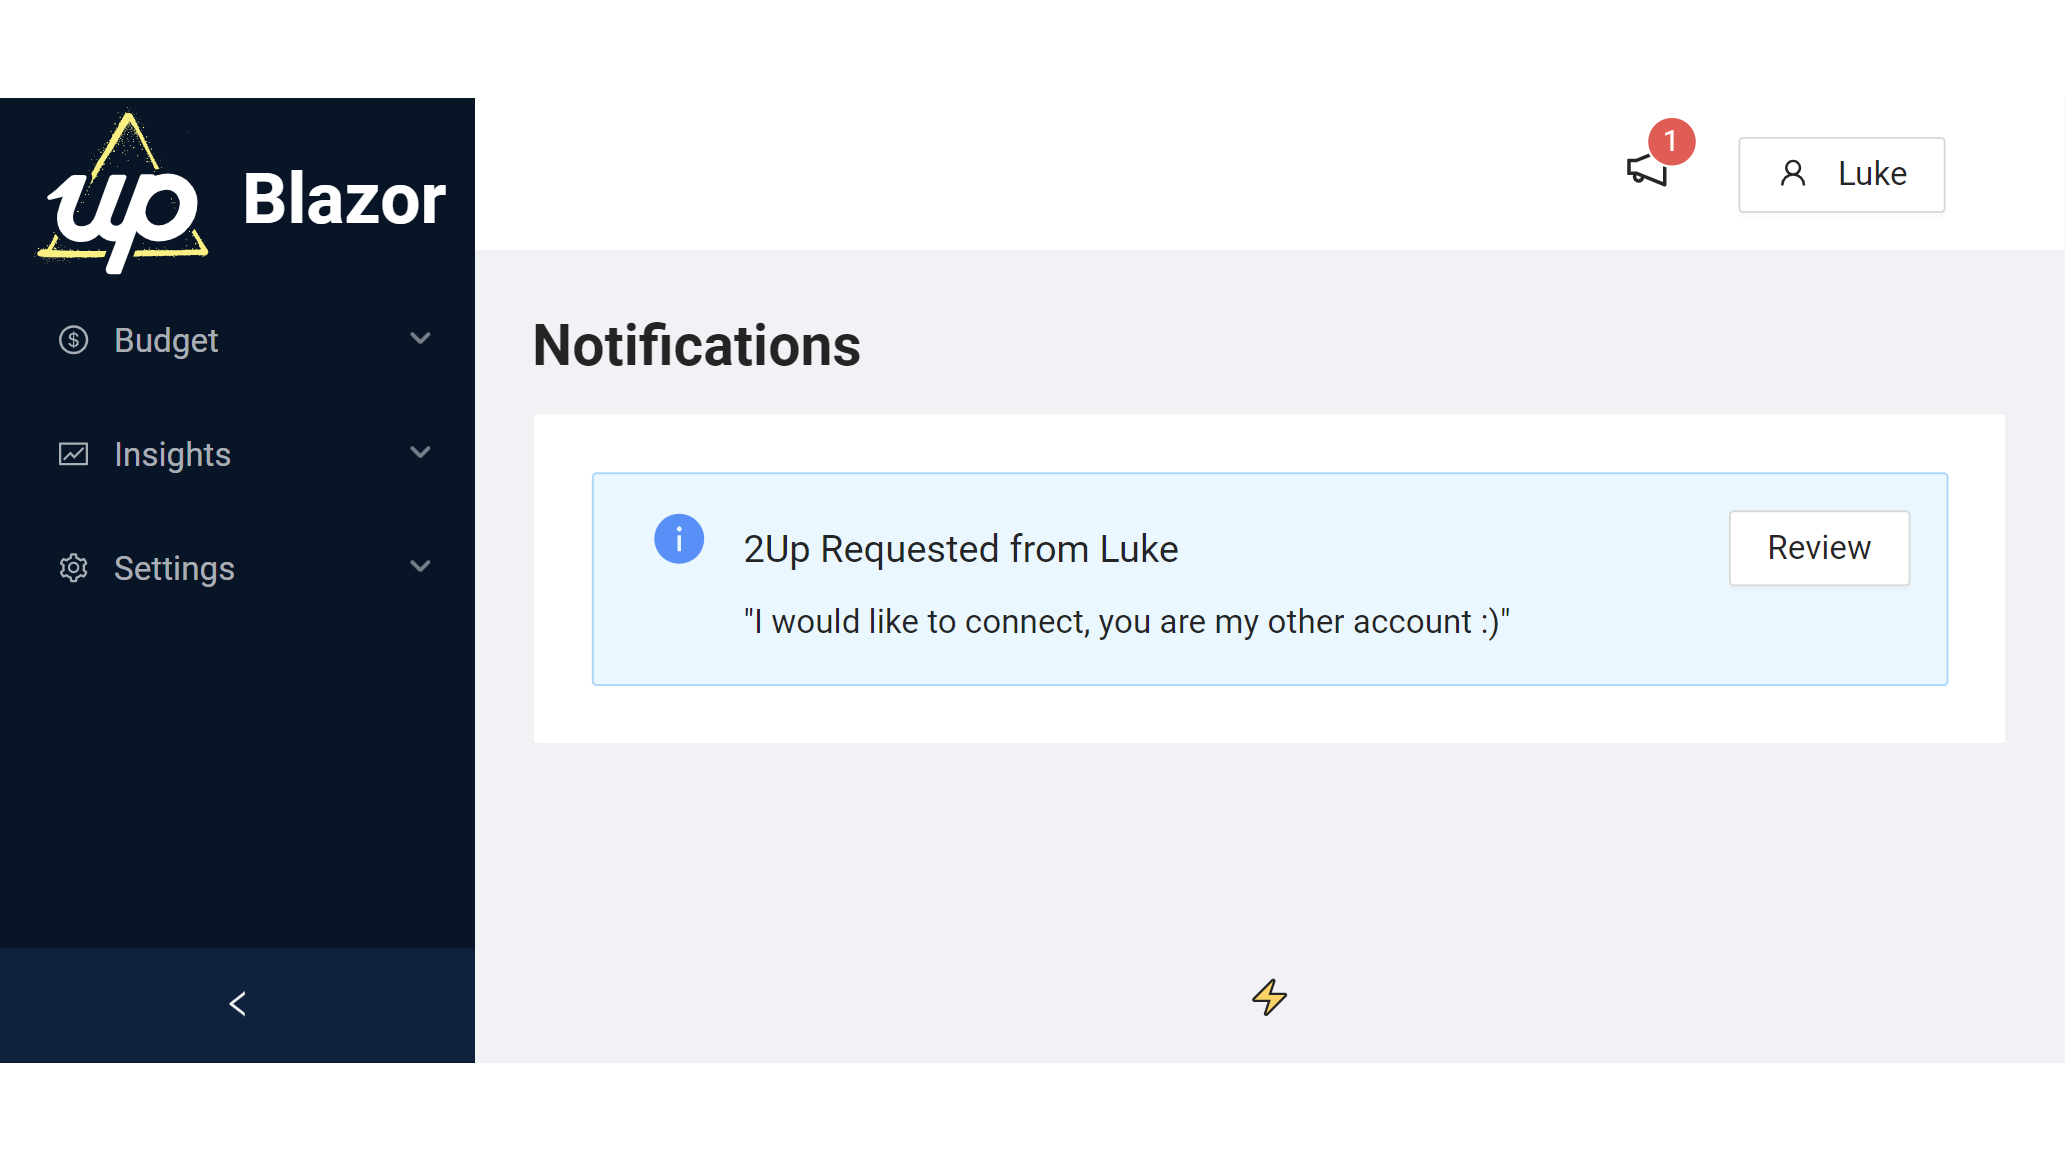 up Blazor
1
Luke
Budget
Insights
Settings
Notifications
2Up Requested from Luke
Review
"I would like to connect, you are my other account :)"